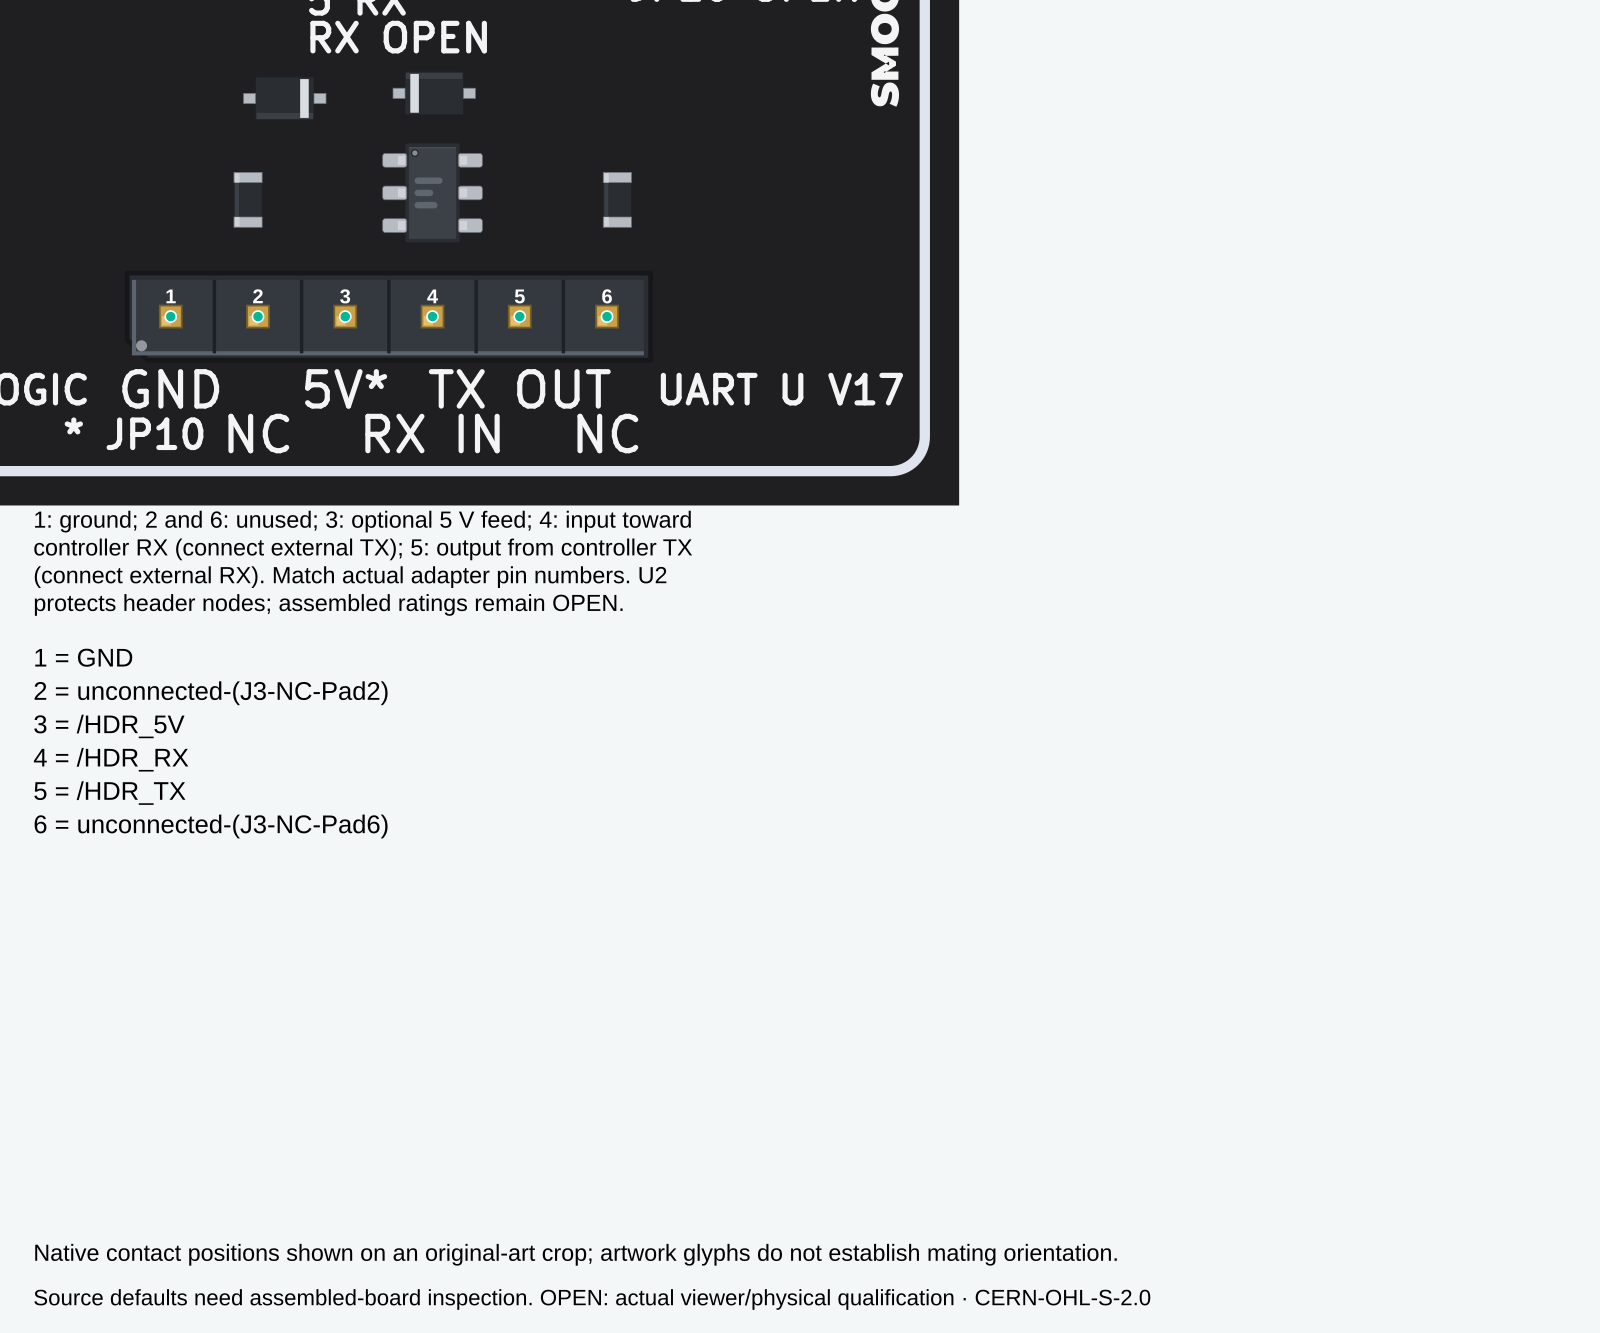 5 RX
RX OPEN
1 2 3 4 5 6
OGIC GND 5V* TX OUT UART U V17
* JP10 NC RX IN NC
1: ground; 2 and 6: unused; 3: optional 5 V feed; 4: input toward
controller RX (connect external TX); 5: output from controller TX
(connect external RX). Match actual adapter pin numbers. U2
protects header nodes; assembled ratings remain OPEN.
1 = GND
2 = unconnected-(J3-NC-Pad2)
3 = /HDR_5V
4 = /HDR_RX
5 = /HDR_TX
6 = unconnected-(J3-NC-Pad6)
Native contact positions shown on an original-art crop; artwork glyphs do not establish mating orientation.
Source defaults need assembled-board inspection. OPEN: actual viewer/physical qualification · CERN-OHL-S-2.0